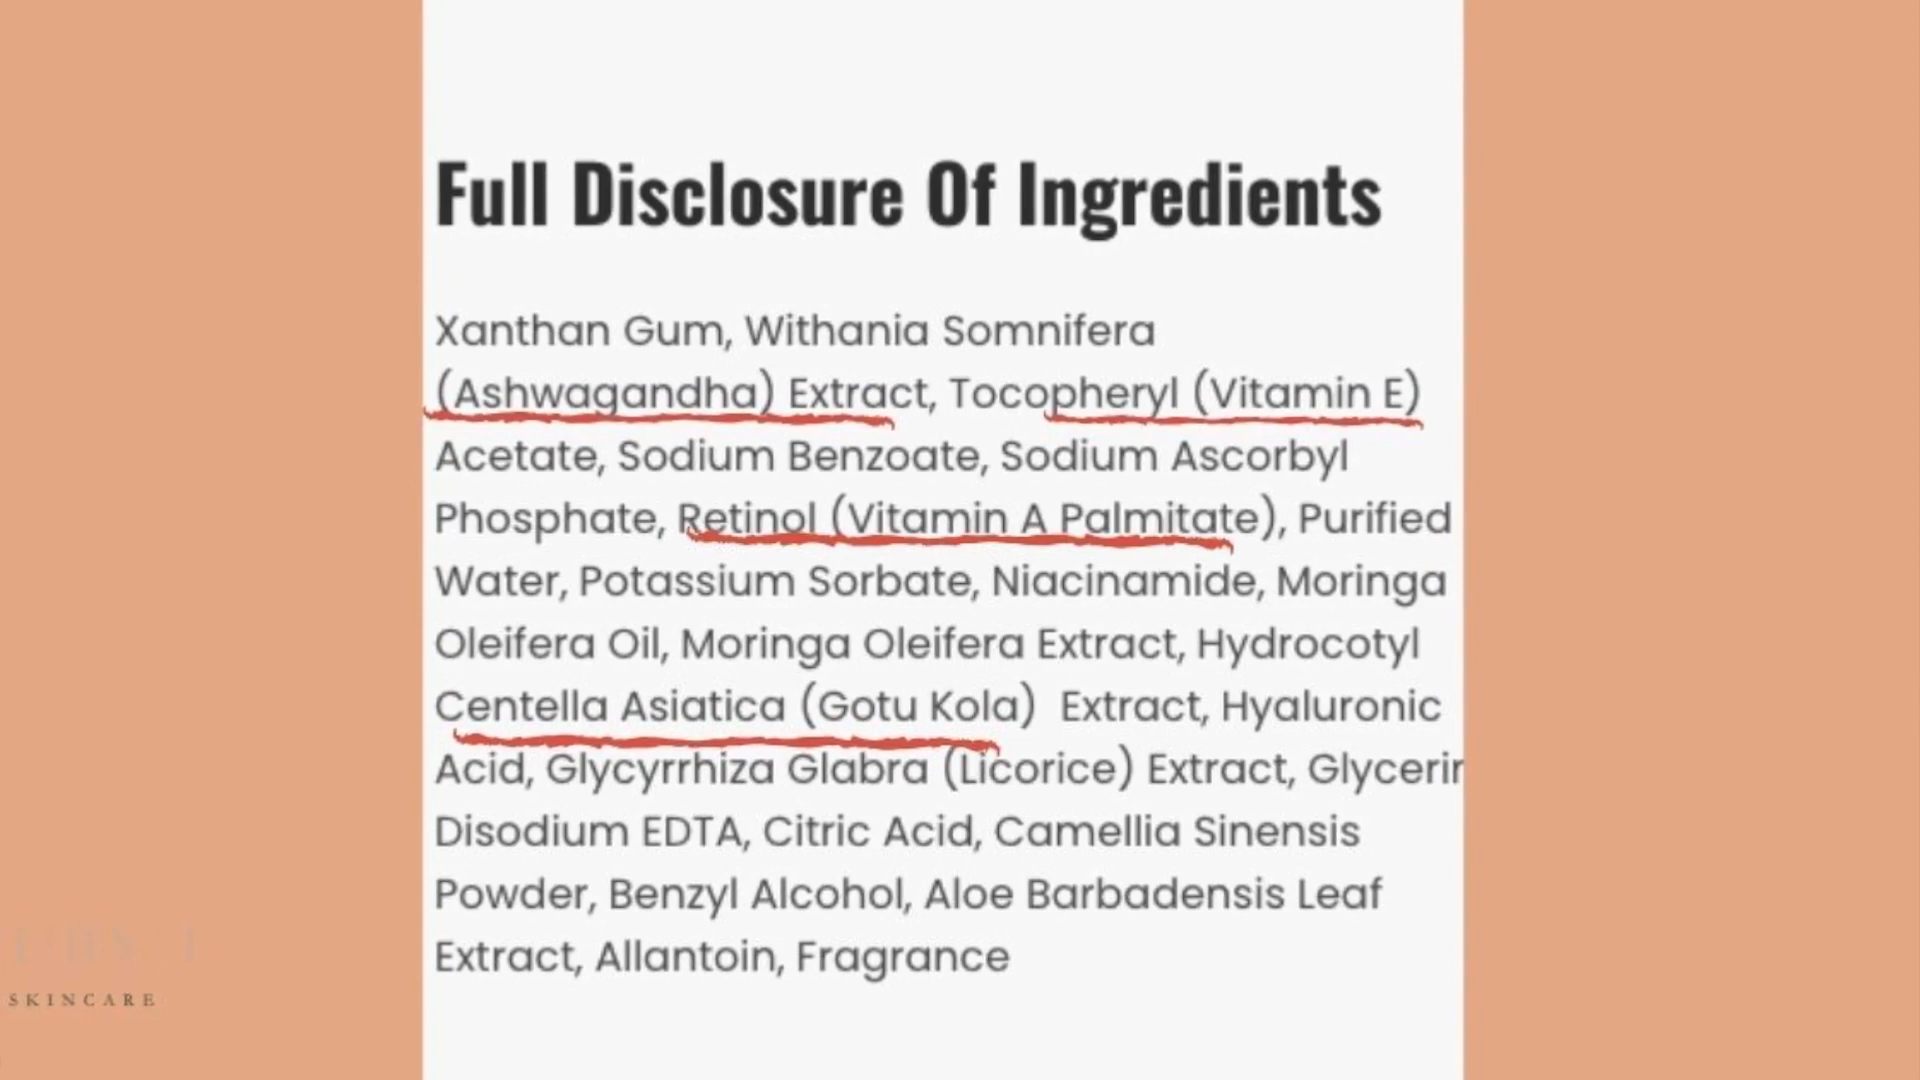 Full Disclosure Of Ingredients
Xanthan Gum, Withania Somnifera
(Ashwagandha) Extract, Tocopheryl (Vitamin E)
Acetate, Sodium Benzoate, Sodium Ascorbyl
Phosphate, Retinol (Vitamin A Palmitate), Purified
Water, Potassium Sorbate, Niacinamide, Moringa
Oleifera Oil, Moringa Oleifera Extract, Hydrocotyl
Centella Asiatica (Gotu Kola) Extract, Hyaluronic
Acid, Glycyrrhiza Glabra (Licorice) Extract,
Disodium EDTA, Citric Acid, Camellia Sinensis
Powder, Benzyl Alcohol, Aloe Barbadensis Leaf
Extract, Allantoin, Fragrance
SKINCARE